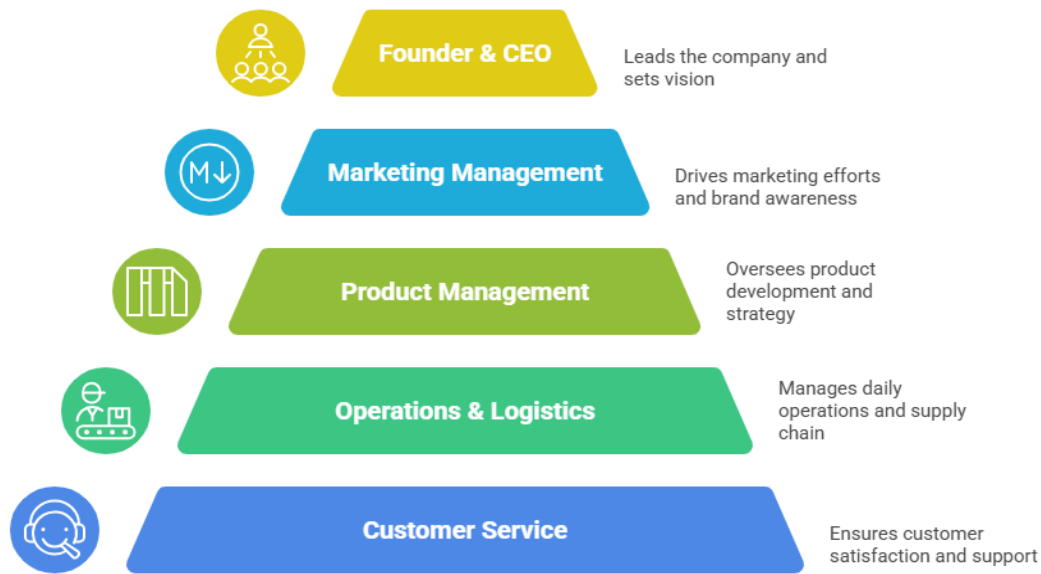 Founder & CEO
Leads the company and
sets vision
M↓
Marketing Management
Drives marketing efforts
and brand awareness
Product Management
Oversees product
development and
strategy
Operations & Logistics
Manages daily
operations and supply
chain
Customer Service
Ensures customer
satisfaction and support